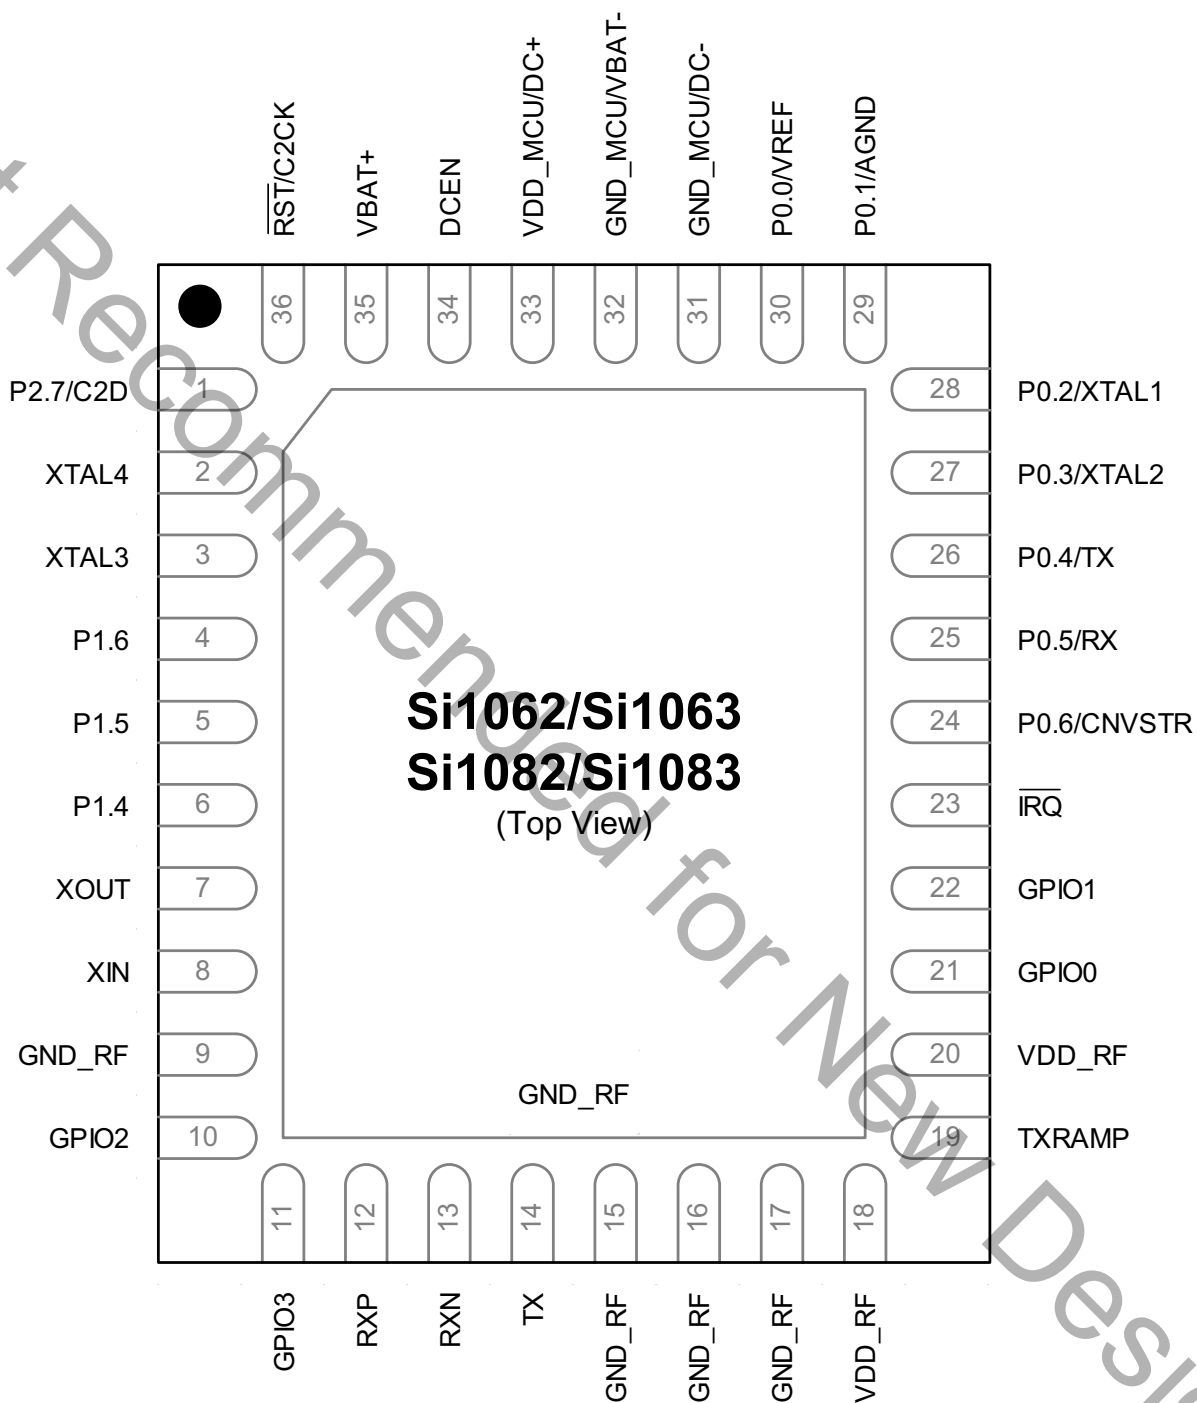 RST/C2CK
VBAT+
DCEN
VDD_MCU/DC+
GND_MCU/VBAT-
GND_MCU/DC-
P0.0/VREF
P0.1/AGND
36
35
34
33
32
31
30
29
P2.7/C2D 1
28 P0.2/XTAL1
XTAL4 2
27 P0.3/XTAL2
XTAL3 3
26 P0.4/TX
P1.6 4
25 P0.5/RX
P1.5 5
24 P0.6/CNVSTR
P1.4 6
23 IRQ
XOUT 7
22 GPIO1
XIN 8
21 GPIO0
GND_RF 9
20 VDD_RF
GPIO2 10
19 TXRAMP
Si1062/Si1063
Si1082/Si1083
(Top View)
GND_RF
11
12
13
14
15
16
17
18
GPIO3
RXP
RXN
TX
GND_RF
GND_RF
GND_RF
VDD_RF
Recommended for New